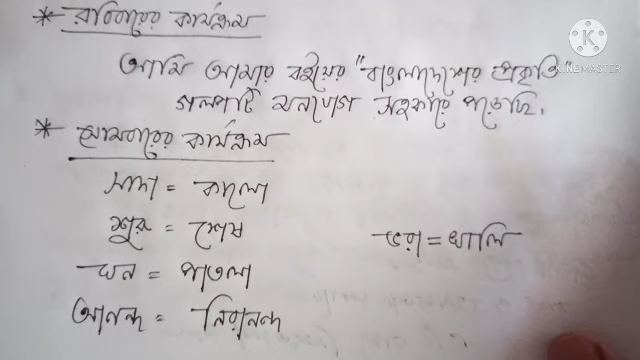 * রবিবারের কার্যক্রম
আমি আমার বইয়ের "বাংলাদেশের প্রকৃতি"
গল্পটি মনযোগ সহকারে পড়েছি।
* সোমবারের কার্যক্রম
সাদা = কালো
শুরু = শেষ
ভরা = খালি
ঘন = পাতলা
আনন্দ = নিরানন্দ
KINEMASTER